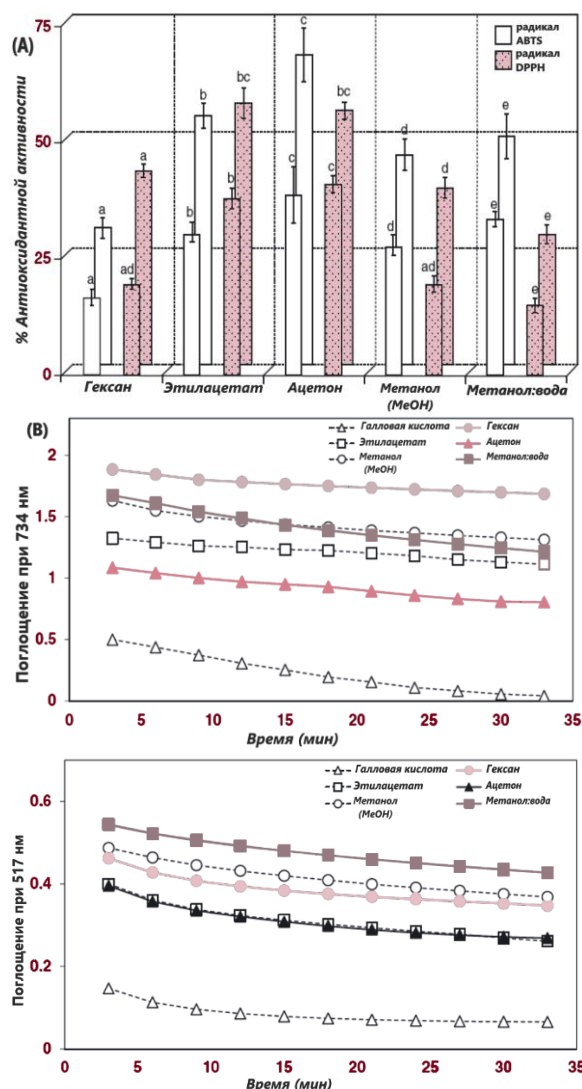 (A)
радикал
ABTS
радикал
DPPH
% Антиоксидантной активности
75
50
25
0
a
a
ad
a
b
b
b
bc
c
c
c
bc
d
d
ad
d
e
e
e
e
Гексан
Этилацетат
Ацетон
Метанол
(MeOH)
Метанол:вода
(B)
Галловая кислота
Гексан
Этилацетат
Ацетон
Метанол
(MeOH)
Метанол:вода
Поглощение при 734 нм
2
1.5
1
0.5
0
0 5 10 15 20 25 30 35
Время (мин)
Галловая кислота
Гексан
Этилацетат
Ацетон
Метанол
(MeOH)
Метанол:вода
Поглощение при 517 нм
0.6
0.4
0.2
0
0 5 10 15 20 25 30 35
Время (мин)